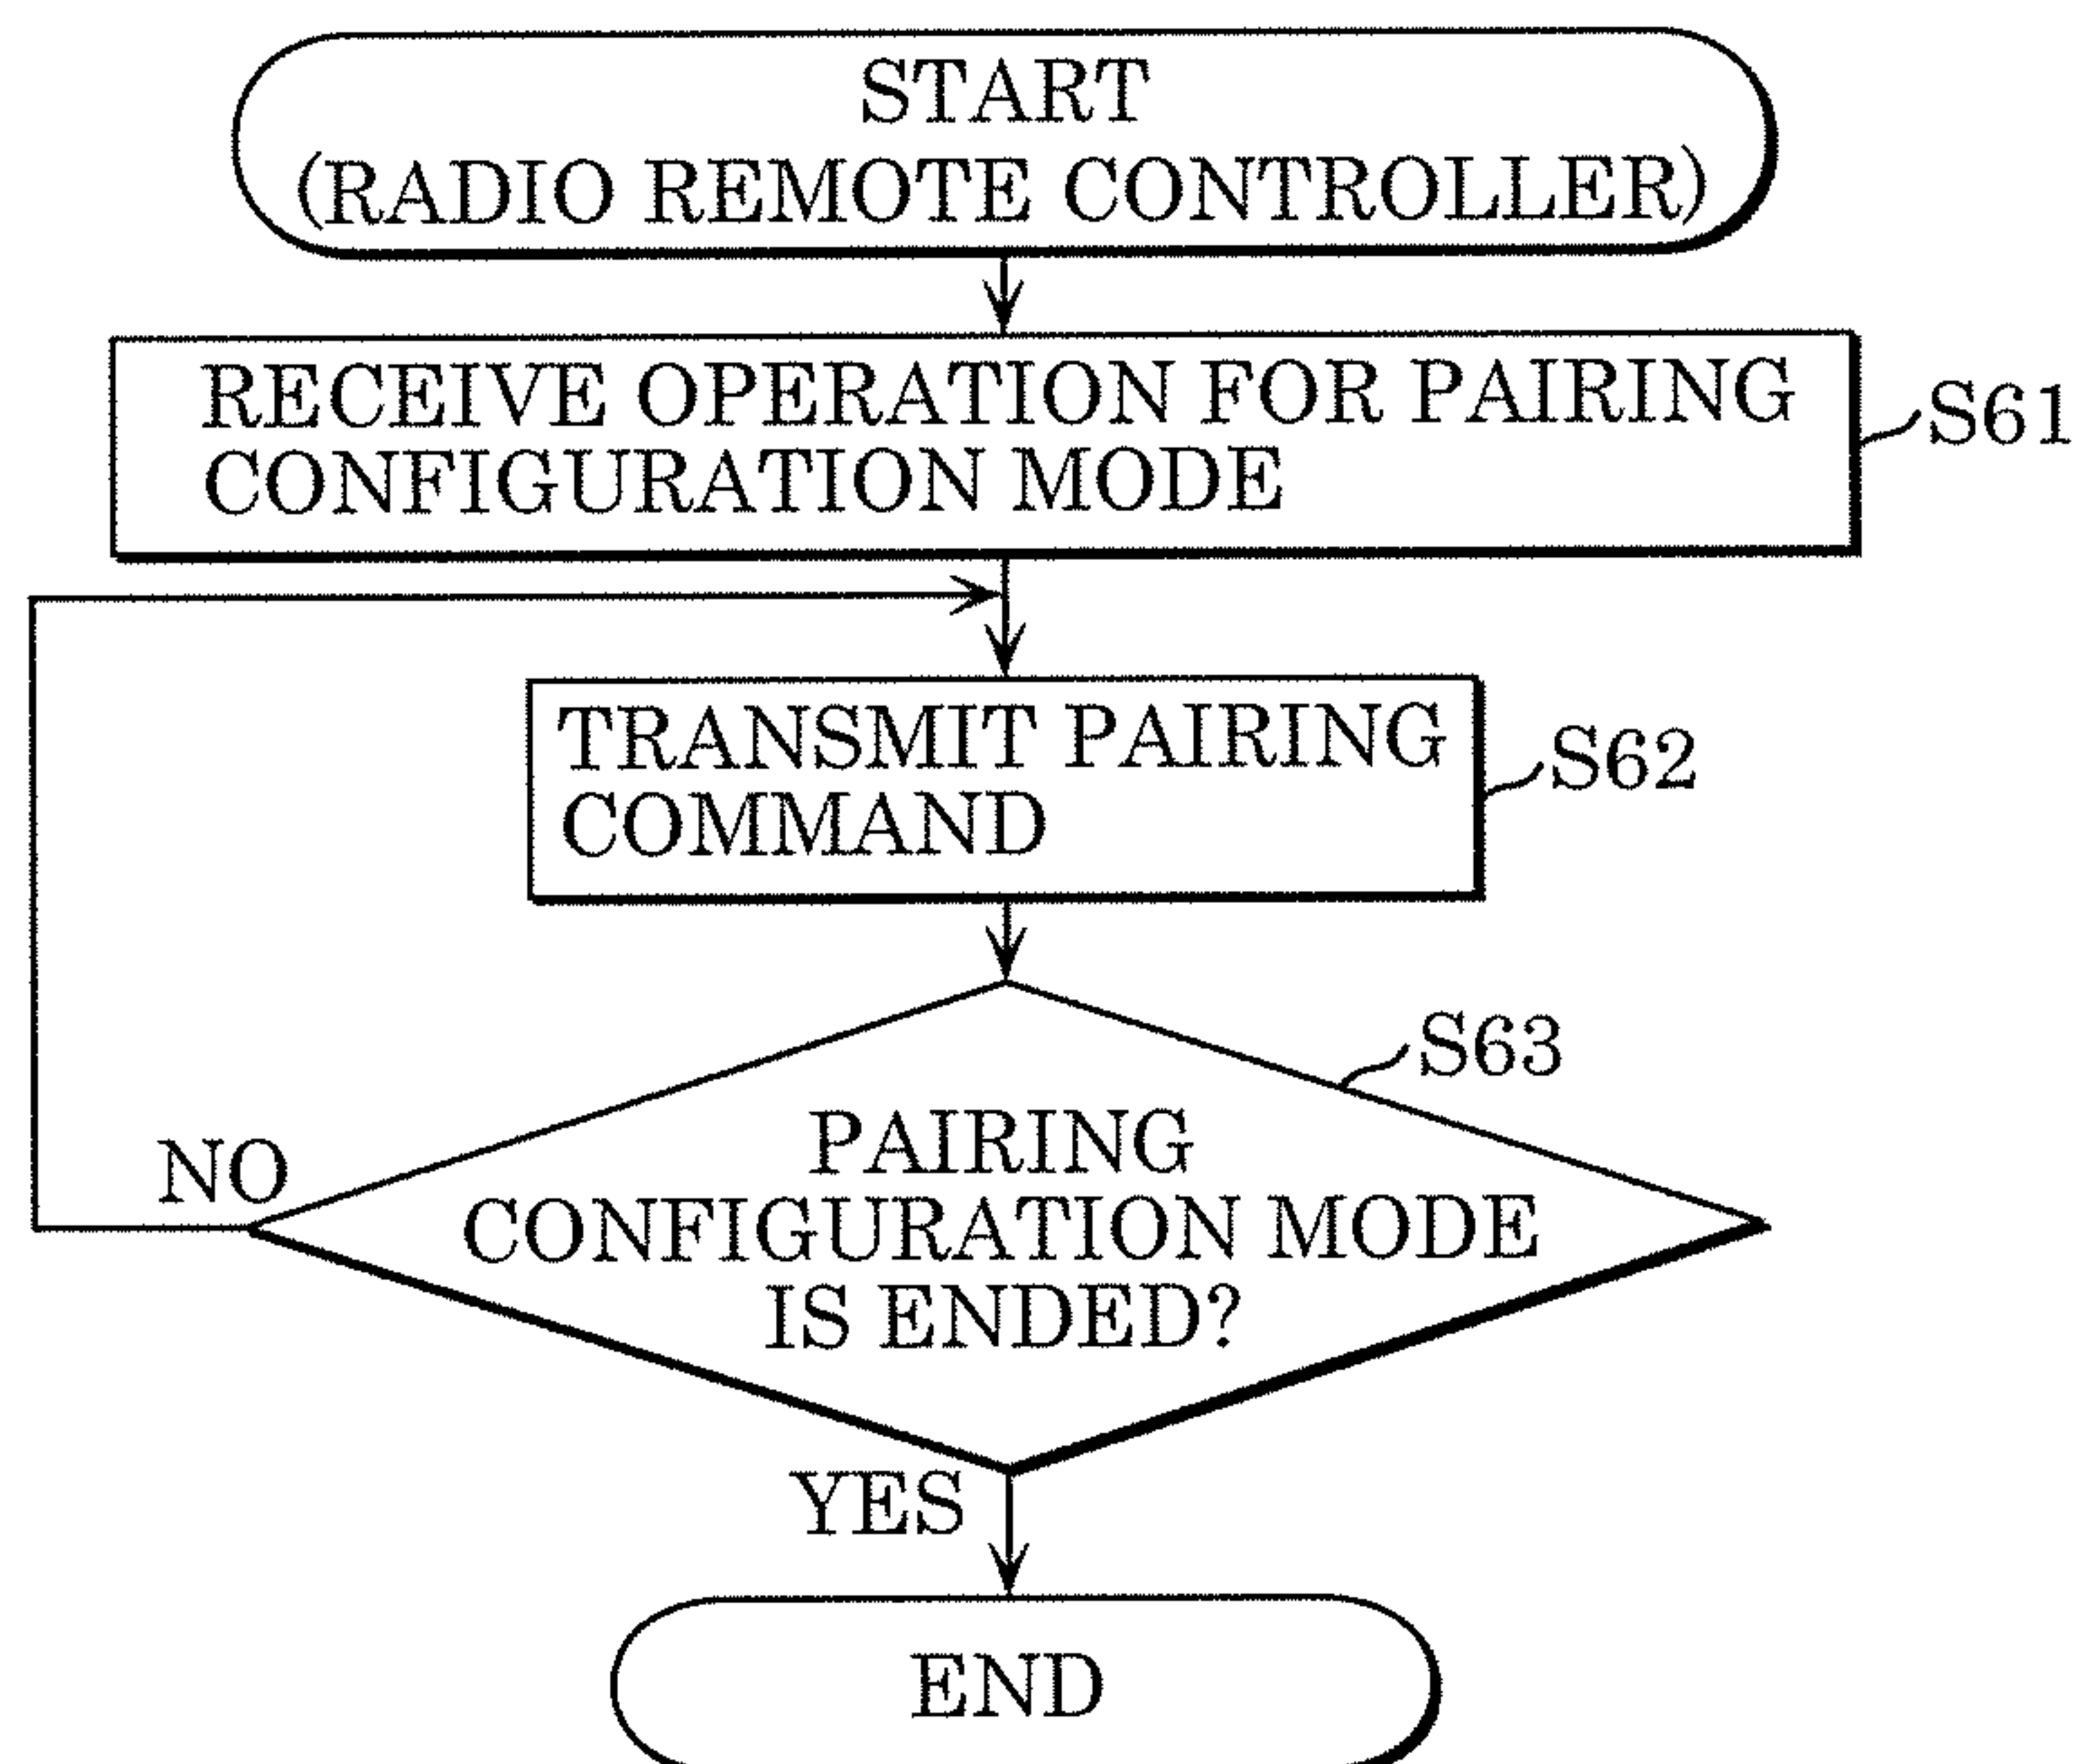 START
(RADIO REMOTE CONTROLLER)
RECEIVE OPERATION FOR PAIRING
CONFIGURATION MODE
S61
TRANSMIT PAIRING
COMMAND
S62
S63
PAIRING
CONFIGURATION MODE
IS ENDED?
NO
YES
END